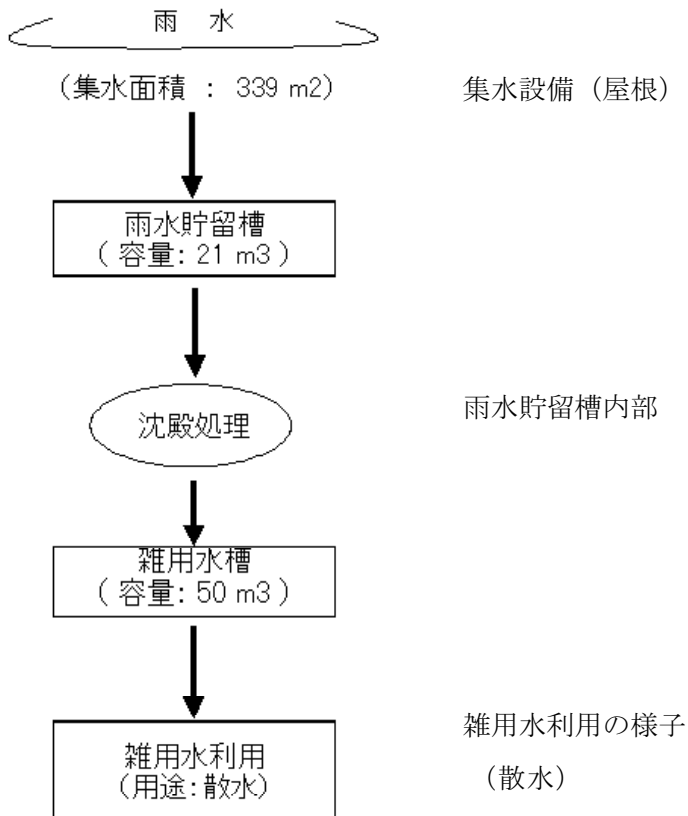 雨 水
(集水面積 : 339 m2)
集水設備（屋根）
雨水貯留槽
( 容量: 21 m3 )
沈殿処理
雨水貯留槽内部
雑用水槽
( 容量: 50 m3 )
雑用水利用
(用途:散水)
雑用水利用の様子
（散水）